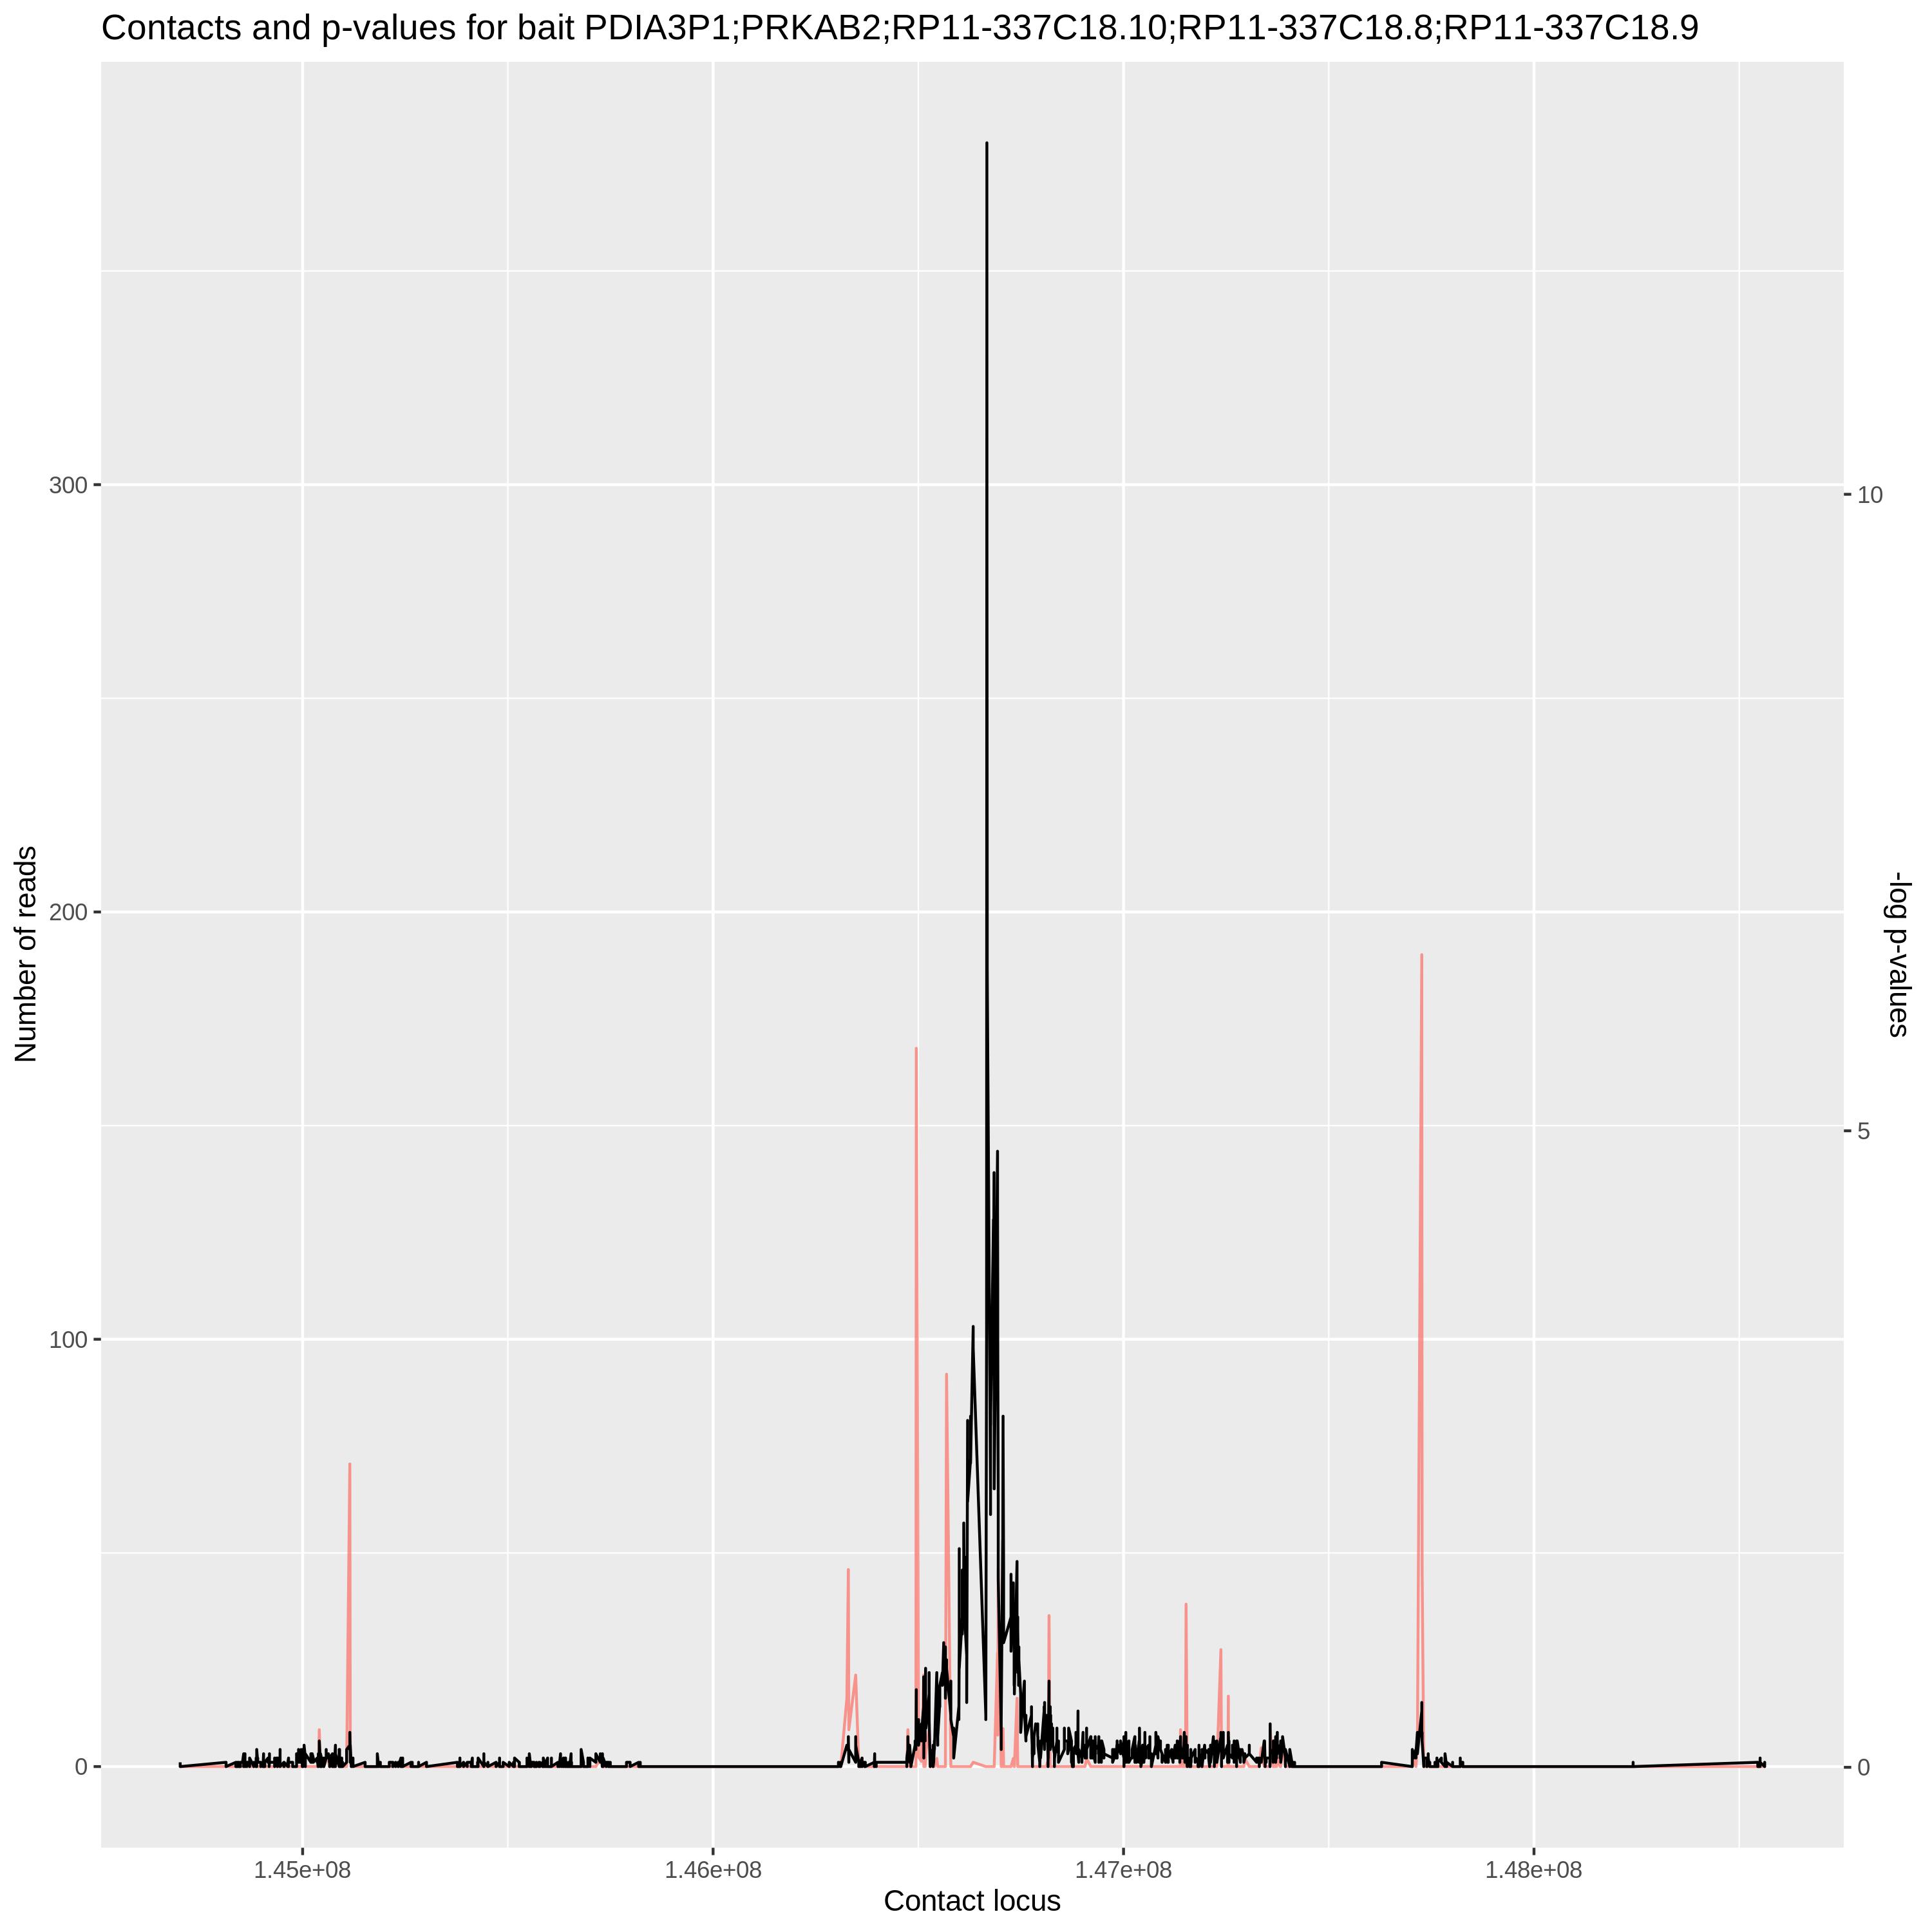 Contacts and p-values for bait PDIA3P1;PRKAB2;RP11-337C18.10;RP11-337C18.8;RP11-337C18.9
Number of reads
300
200
100
0
10
5
0
-log p-values
1.45e+08
1.46e+08
1.47e+08
1.48e+08
Contact locus